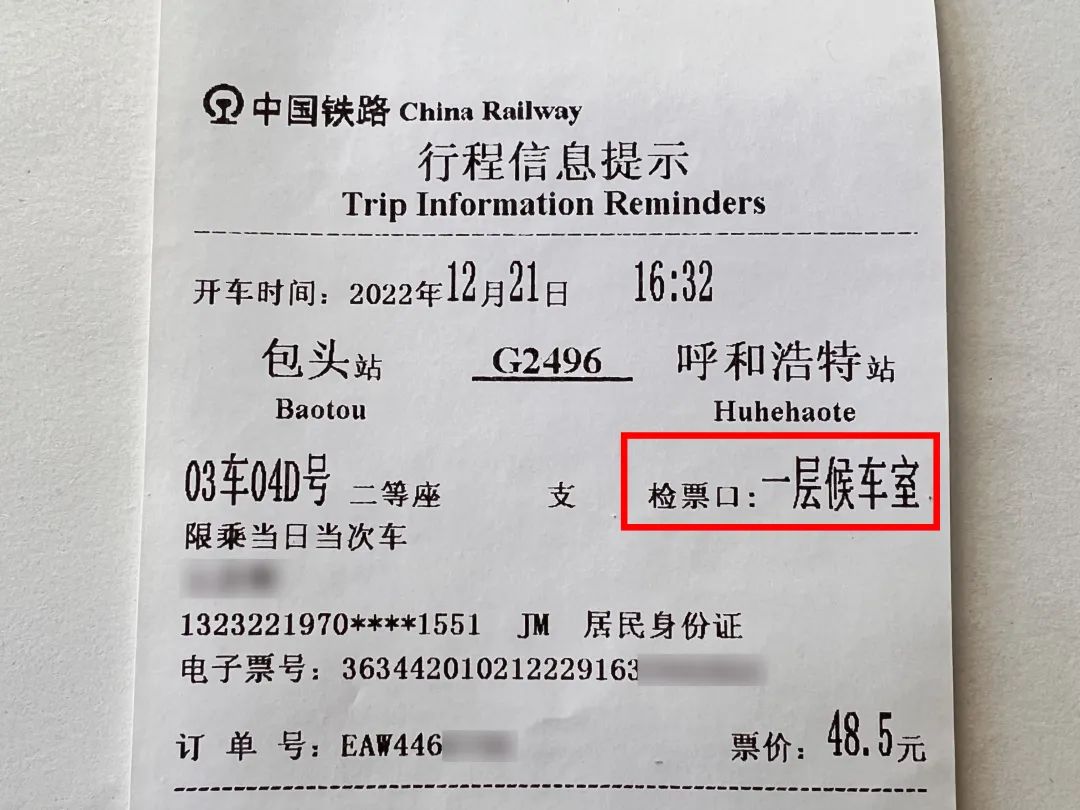 中国铁路 China Railway
行程信息提示
Trip Information Reminders
开车时间：2022年12月21日 16:32
包头站 G2496 呼和浩特站
Baotou Huhehaote
03车04D号 二等座 支 检票口:一层候车室
限乘当日当次车
1323221970****1551 JM 居民身份证
电子票号：363442010212229163
订单号：EAW446 票价：48.5元